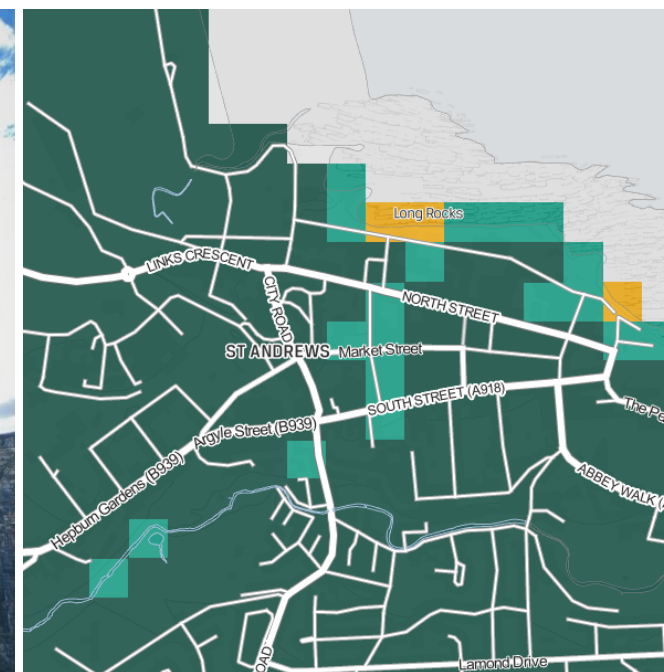 Long Rocks
LINKS CRESCENT
CITY ROAD
NORTH STREET
ST ANDREWS
Market Street
SOUTH STREET (A918)
The Pe
Argyle Street (B939)
Hepburn Gardens (B939)
ABBEY WALK (A
OAD
Lamond Drive